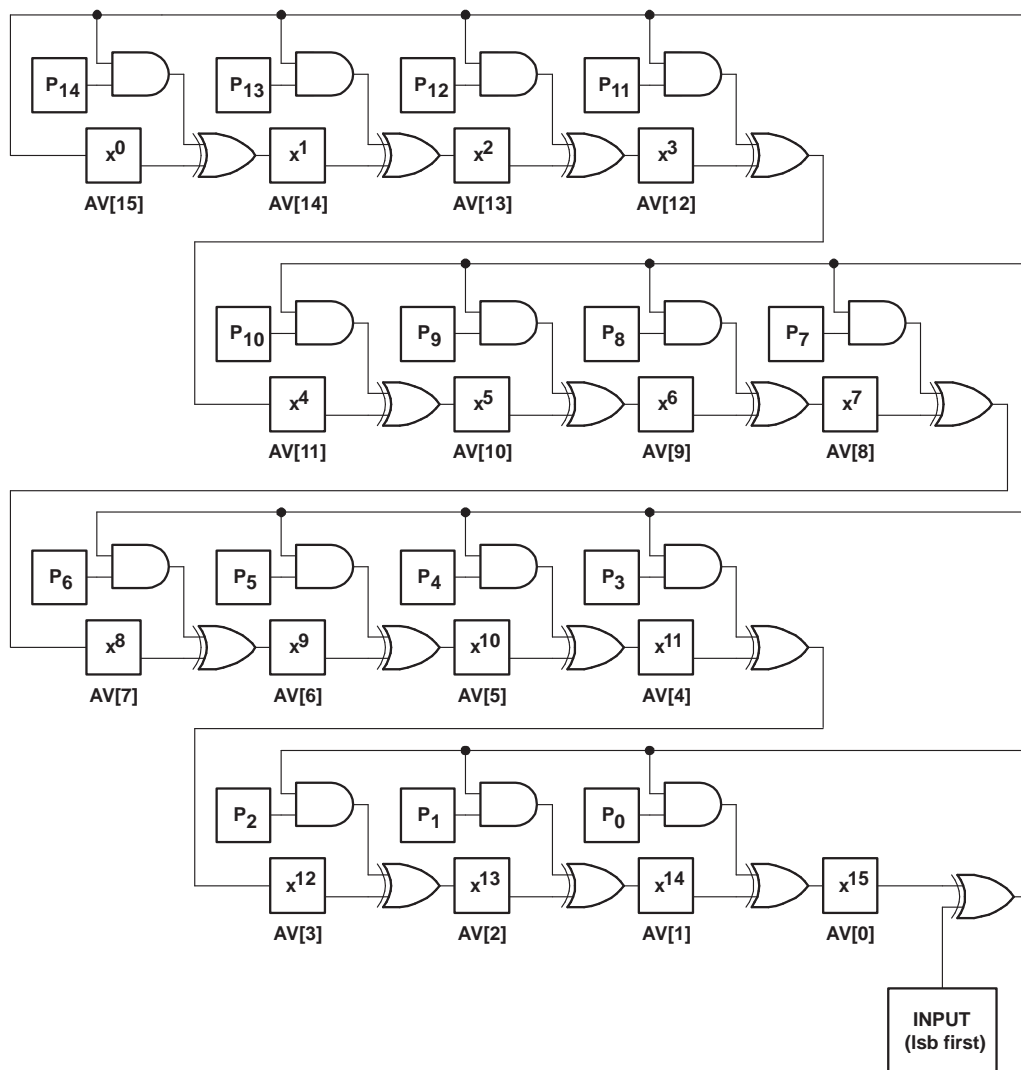 P14 P13 P12 P11
x0 x1 x2 x3
AV[15] AV[14] AV[13] AV[12]
P10 P9 P8 P7
x4 x5 x6 x7
AV[11] AV[10] AV[9] AV[8]
P6 P5 P4 P3
x8 x9 x10 x11
AV[7] AV[6] AV[5] AV[4]
P2 P1 P0
x12 x13 x14 x15
AV[3] AV[2] AV[1] AV[0]
INPUT
(lsb first)